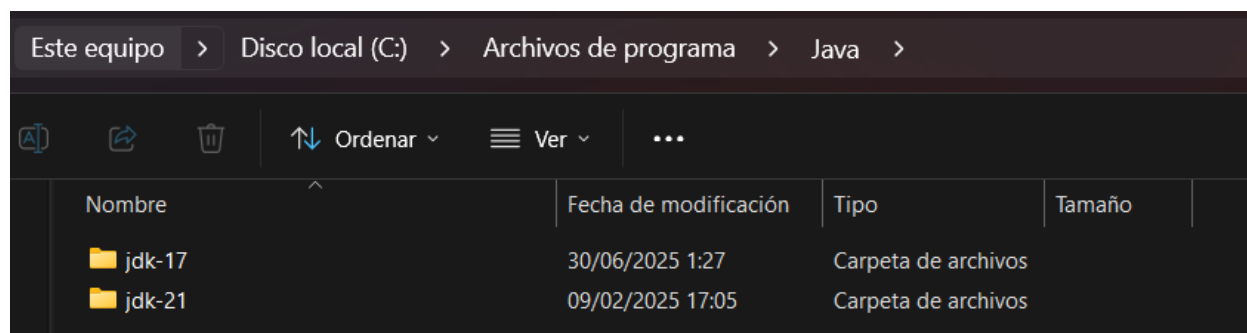 Este equipo > Disco local (C:) > Archivos de programa > Java >
Ordenar Ver ...
Nombre Fecha de modificación Tipo Tamaño
jdk-17 30/06/2025 1:27 Carpeta de archivos
jdk-21 09/02/2025 17:05 Carpeta de archivos